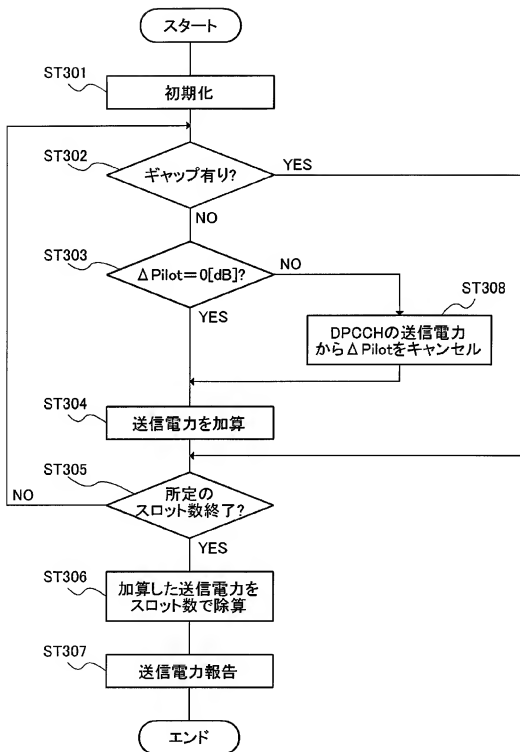 スタート
ST301
初期化
ST302
ギャップ有り?
YES
NO
ST303
Δ Pilot=0[dB]?
NO
YES
ST308
DPCCHの送信電力
からΔ Pilotをキャンセル
ST304
送信電力を加算
ST305
所定の
スロット数終了?
NO
YES
ST306
加算した送信電力を
スロット数で除算
ST307
送信電力報告
エンド